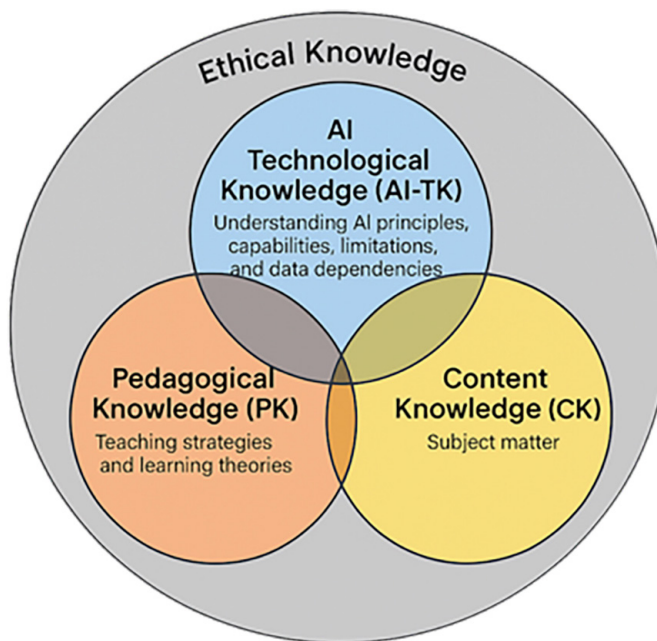 Ethical Knowledge
AI
Technological
Knowledge (AI-TK)
Understanding AI principles,
capabilities, limitations,
and data dependencies
Pedagogical
Knowledge (PK)
Teaching strategies
and learning theories
Content
Knowledge (CK)
Subject matter